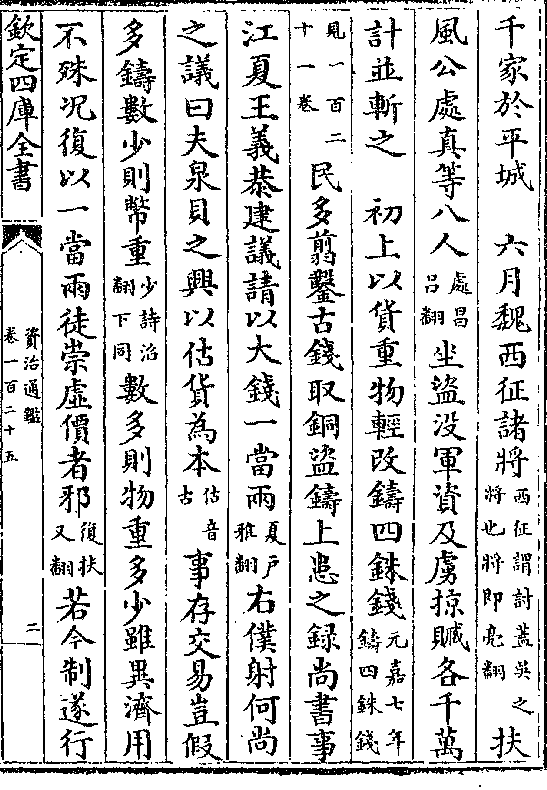 千家於平城　六月魏西征諸將西征謂討蓋吳之將也將即亮翻扶
風公處真等八人處昌呂翻坐盜没軍資及虜掠贓各千萬
計並斬之　初上以貨重物輕改鑄四銖錢元嘉七年鑄四銖錢
見一百二十一卷民多翦鑿古錢取銅盜鑄上患之録尚書事
江夏王義恭建議請以大錢一當兩夏户雅翻右僕射何尚
之議曰夫泉貝之興以估貨為本估音古事存交易豈假
多鑄數少則幣重少詩沼翻下同數多則物重多少雖異濟用
不殊況復以一當兩徒崇虛價者邪復扶又翻若今制遂行
欽定四庫全書
資治通鑑
卷一百二十五
二